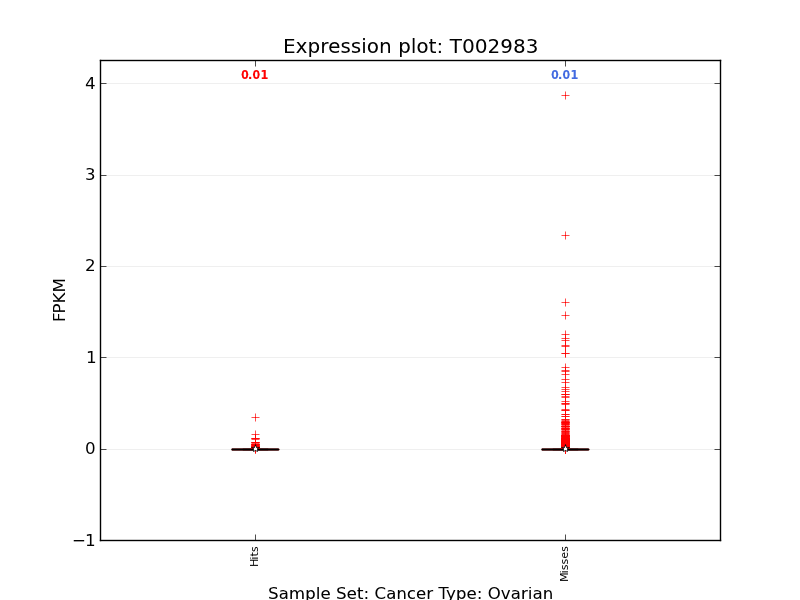 Expression plot: T002983
0.01 0.01
4
3
2
1
0
−1
FPKM
Hits Misses
Sample Set: Cancer Type: Ovarian